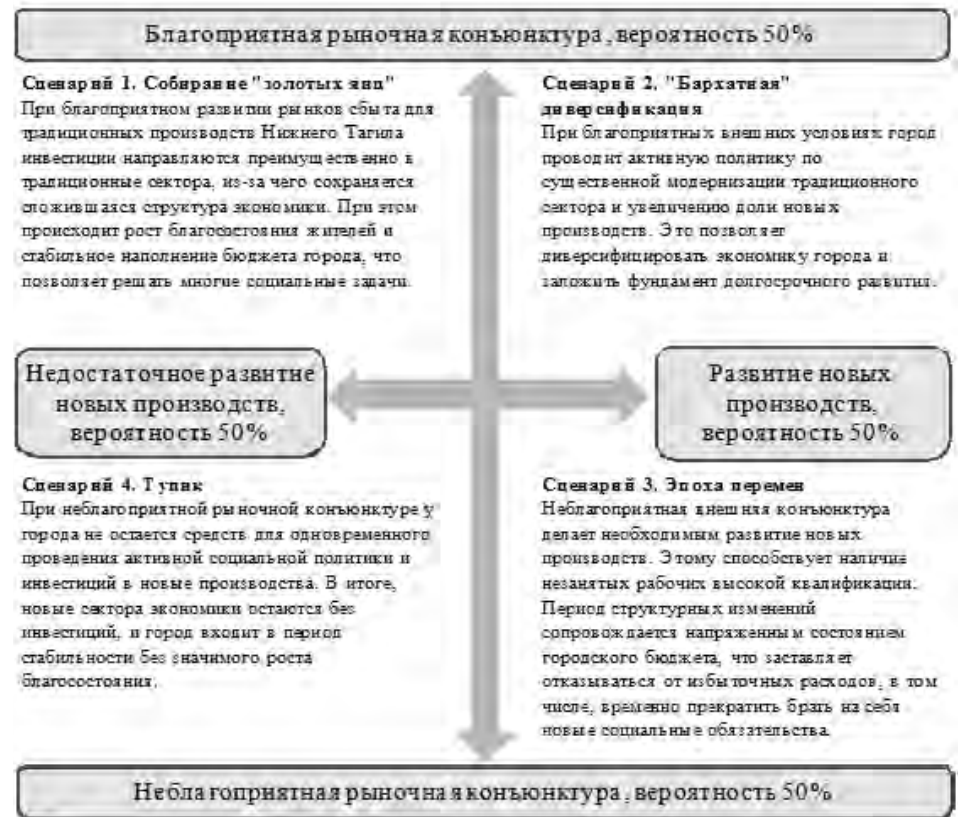 Благоприятная рыночная конъюнктура, вероятность 50%
Сценарий 1. Собирание "золотых яиц"
При благоприятном развитии рынков сбыта для
традиционных производств Нижнего Тагила
инвестиции направляются преимущественно в
традиционные сектора, из-за чего сохраняется
сложившаяся структура экономики. При этом
происходит рост благосостояния жителей и
стабильное наполнение бюджета города, что
позволяет решать многие социальные задачи.
Сценарий 2. "Бархатная"
диверсификация
При благоприятных внешних условиях город
проводит активную политику по
существенной модернизации традиционного
сектора и увеличению доли новых
производств. Это позволяет
диверсифицировать экономику города и
заложить фундамент долгосрочного развития.
Недостаточное развитие
новых производств,
вероятность 50%
Развитие новых
производств,
вероятность 50%
Сценарий 4. Тупик
При неблагоприятной рыночной конъюнктуре у
города не остается средств для одновременного
проведения активной социальной политики и
инвестиций в новые производства. В итоге,
новые сектора экономики остаются без
инвестиций, и город входит в период
стабильности без значимого роста
благосостояния.
Сценарий 3. Эпоха перемен
Неблагоприятная внешняя конъюнктура
делает необходимым развитие новых
производств. Этому способствует наличие
незанятых рабочих высокой квалификации.
Период структурных изменений
сопровождается напряженным состоянием
городского бюджета, что заставляет
отказываться от избыточных расходов, в том
числе, временно прекратить брать на себя
новые социальные обязательства.
Неблагоприятная рыночная конъюнктура, вероятность 50%